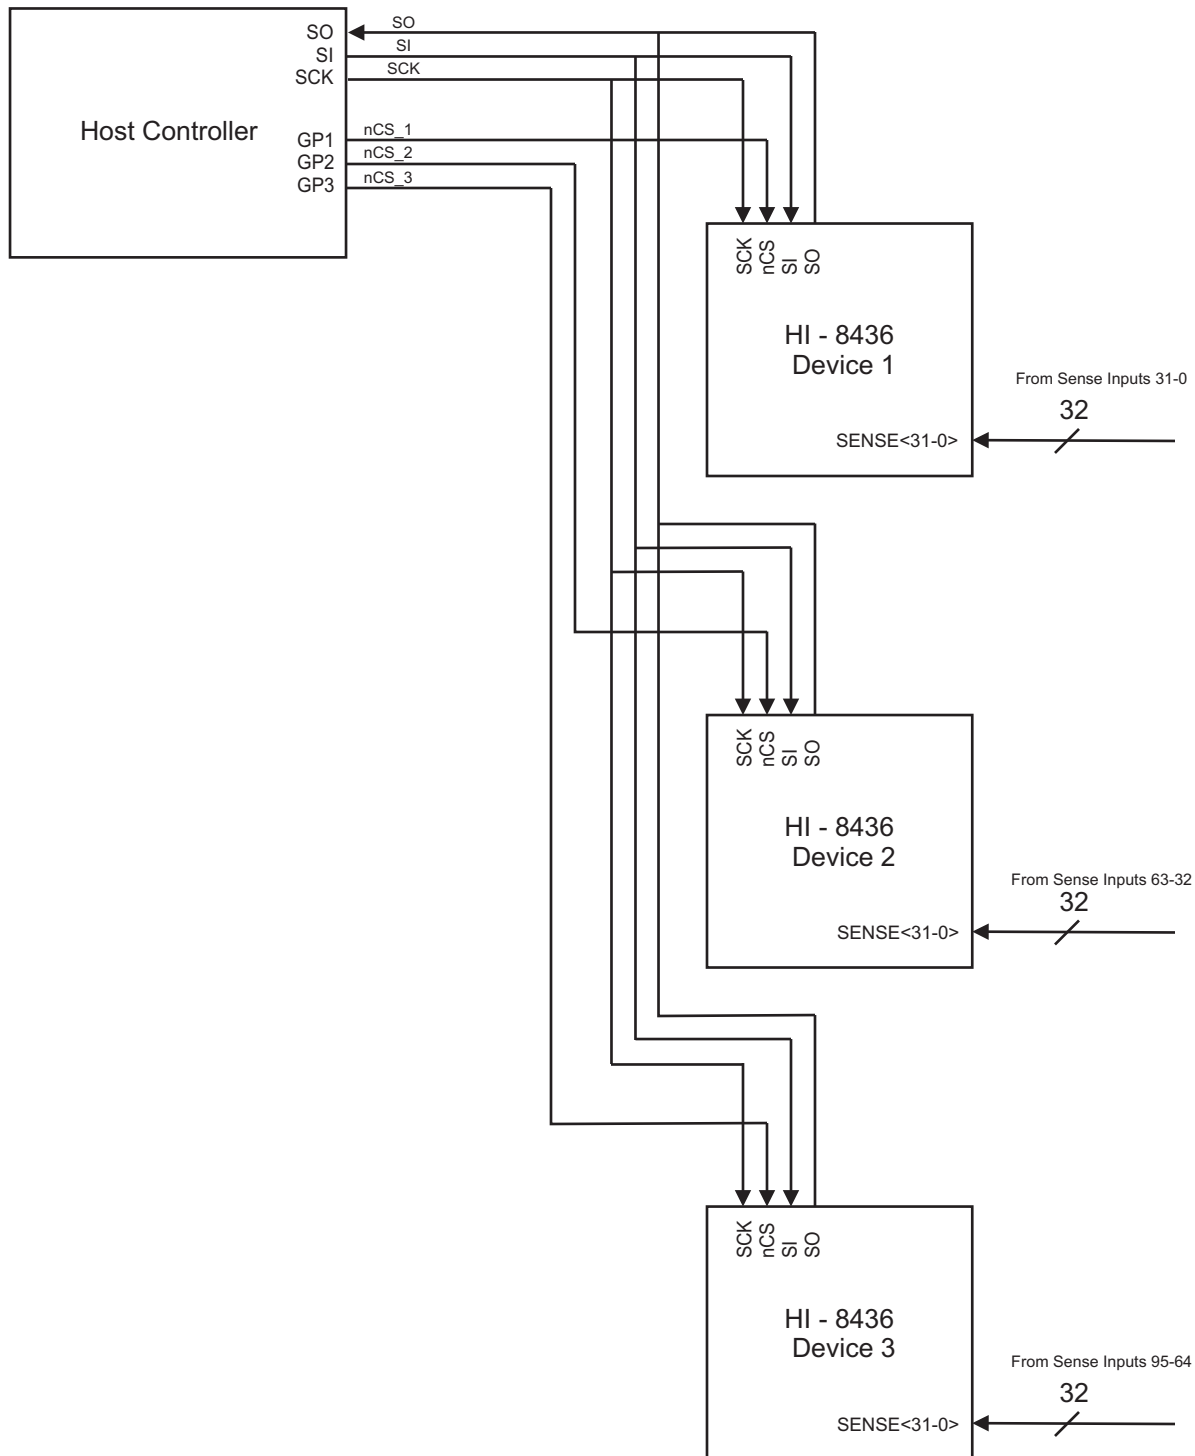 SO
SI
SCK
Host Controller
GP1
GP2
GP3
SO
SI
SCK
nCS_1
nCS_2
nCS_3
SCK
nCS
SI
SO
HI - 8436
Device 1
SENSE<31-0>
From Sense Inputs 31-0
32
SCK
nCS
SI
SO
HI - 8436
Device 2
SENSE<31-0>
From Sense Inputs 63-32
32
SCK
nCS
SI
SO
HI - 8436
Device 3
SENSE<31-0>
From Sense Inputs 95-64
32